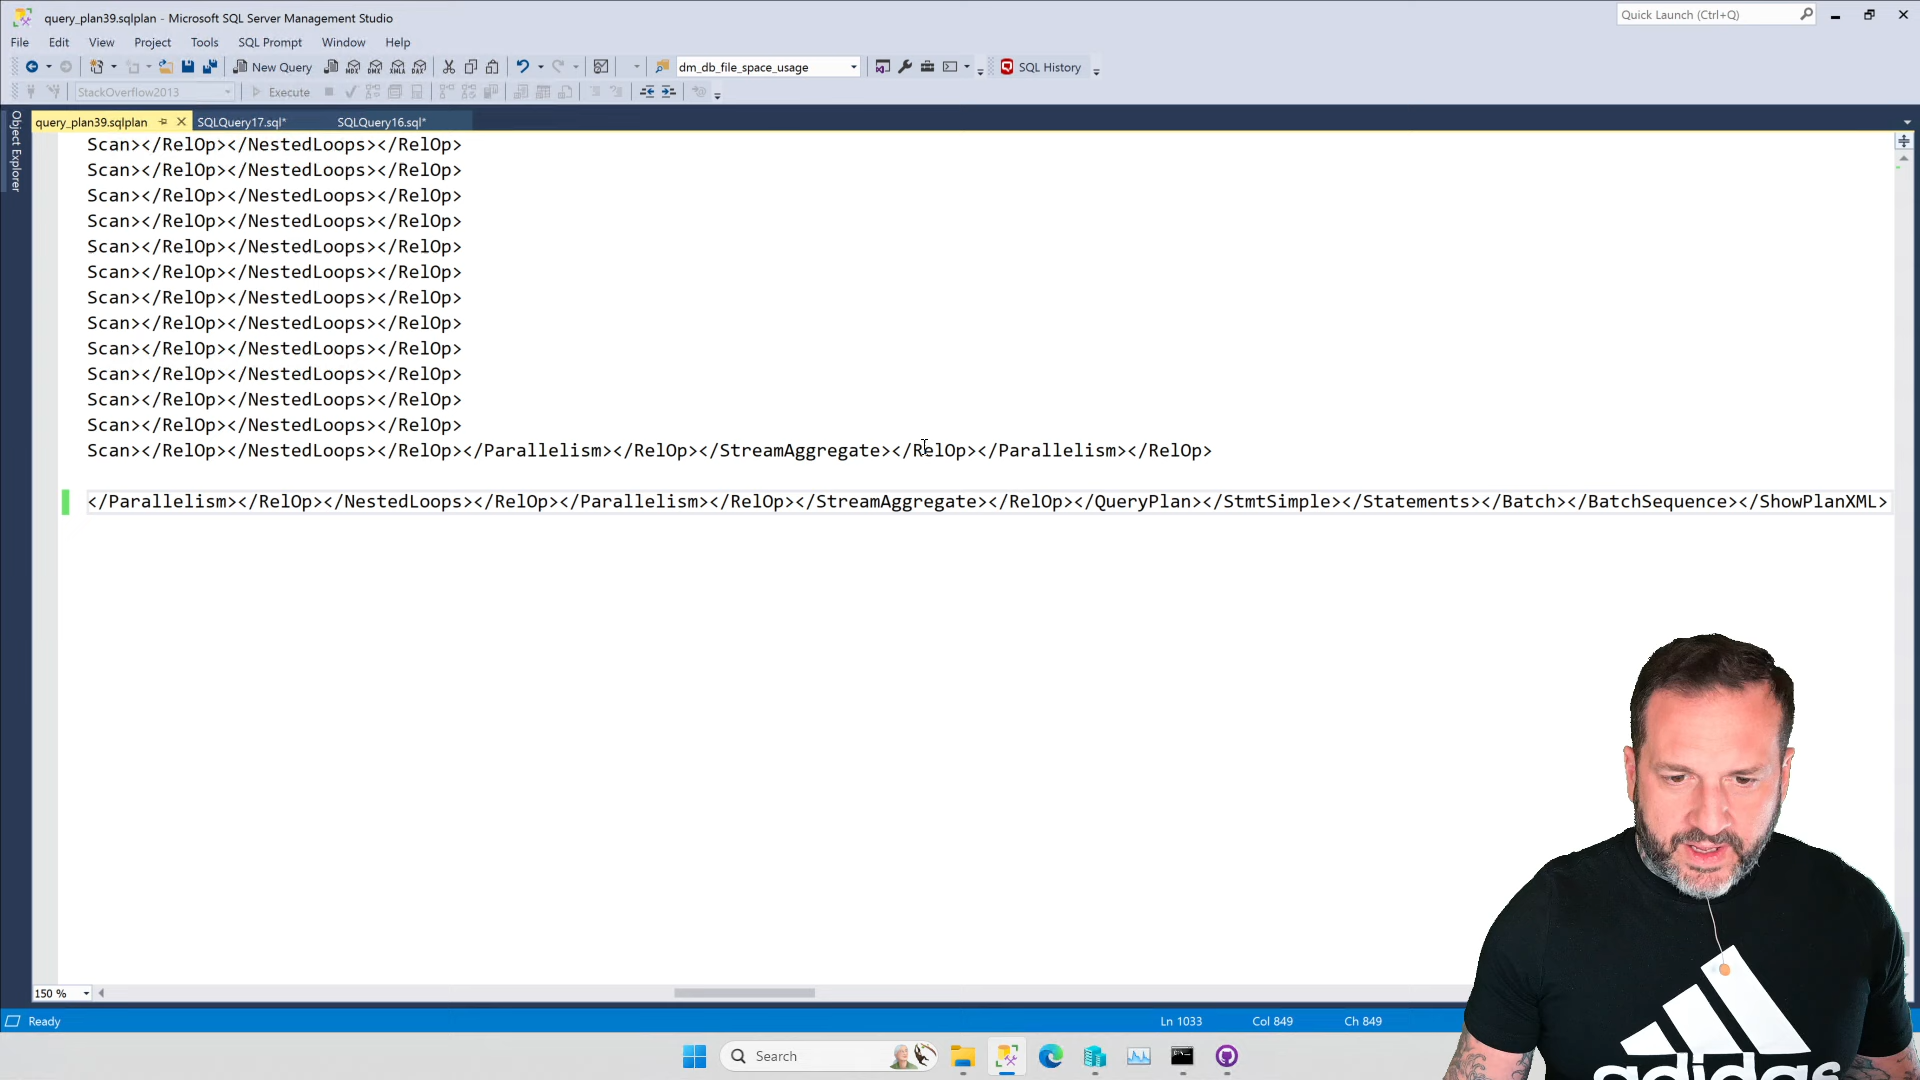 query_plan39.sqlplan - Microsoft SQL Server Management Studio
Quick Launch (Ctrl+Q)
File Edit View Project Tools SQL Prompt Window Help
New Query MDX DMX XMLA DAX dm_db_file_space_usage SQL History
StackOverflow2013 Execute
query_plan39.sqlplan SQLQuery17.sql* SQLQuery16.sql*
Object Explorer
Scan></RelOp></NestedLoops></RelOp>
Scan></RelOp></NestedLoops></RelOp>
Scan></RelOp></NestedLoops></RelOp>
Scan></RelOp></NestedLoops></RelOp>
Scan></RelOp></NestedLoops></RelOp>
Scan></RelOp></NestedLoops></RelOp>
Scan></RelOp></NestedLoops></RelOp>
Scan></RelOp></NestedLoops></RelOp>
Scan></RelOp></NestedLoops></RelOp>
Scan></RelOp></NestedLoops></RelOp>
Scan></RelOp></NestedLoops></RelOp>
Scan></RelOp></NestedLoops></RelOp>
Scan></RelOp></NestedLoops></RelOp></Parallelism></RelOp></StreamAggregate></RelOp></Parallelism></RelOp>
</Parallelism></RelOp></NestedLoops></RelOp></Parallelism></RelOp></StreamAggregate></RelOp></QueryPlan></StmtSimple></Statements></Batch></BatchSequence></ShowPlanXML>
150 %
Ready Ln 1033 Col 849 Ch 849
Search
adidas